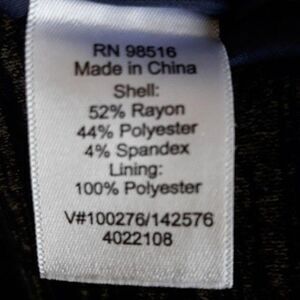 RN 98516
Made in China
Shell:
52% Rayon
44% Polyester
4% Spandex
Lining:
100% Polyester
V#100276/142576
4022108